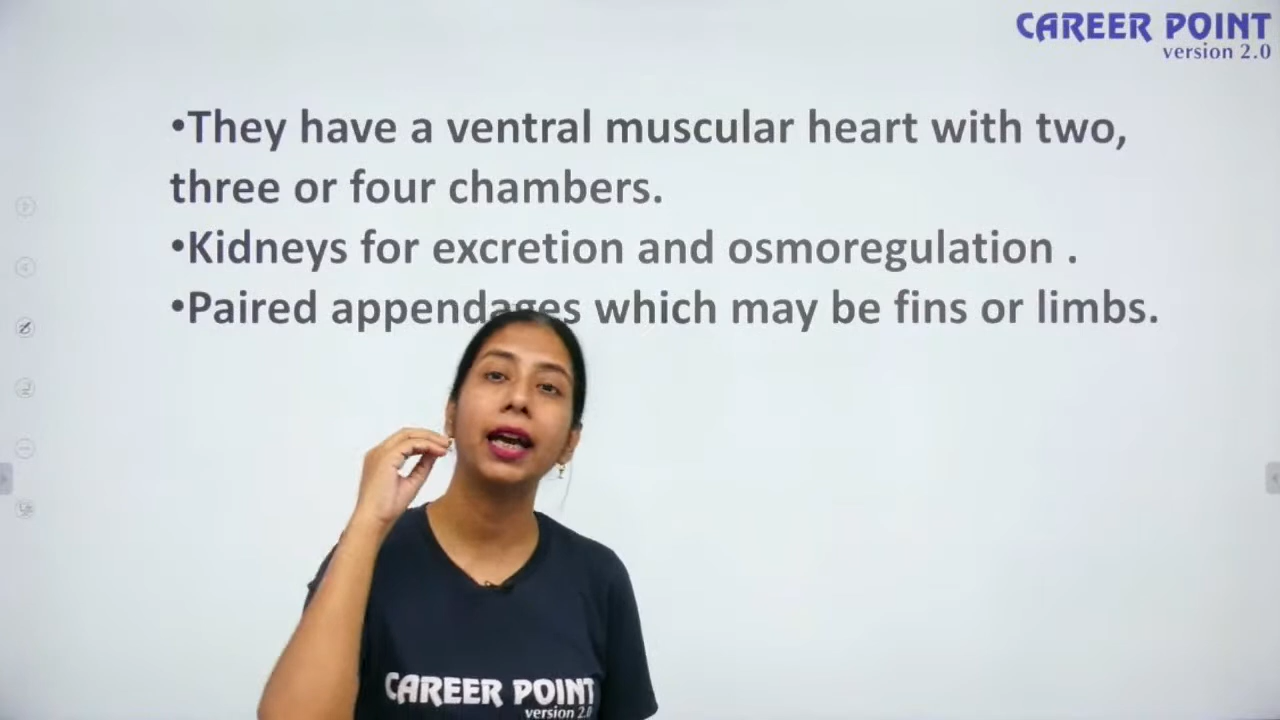 CAREER POINT
version 2.0
•They have a ventral muscular heart with two,
three or four chambers.
•Kidneys for excretion and osmoregulation .
•Paired appendages which may be fins or limbs.
CAREER POINT
version 2.0